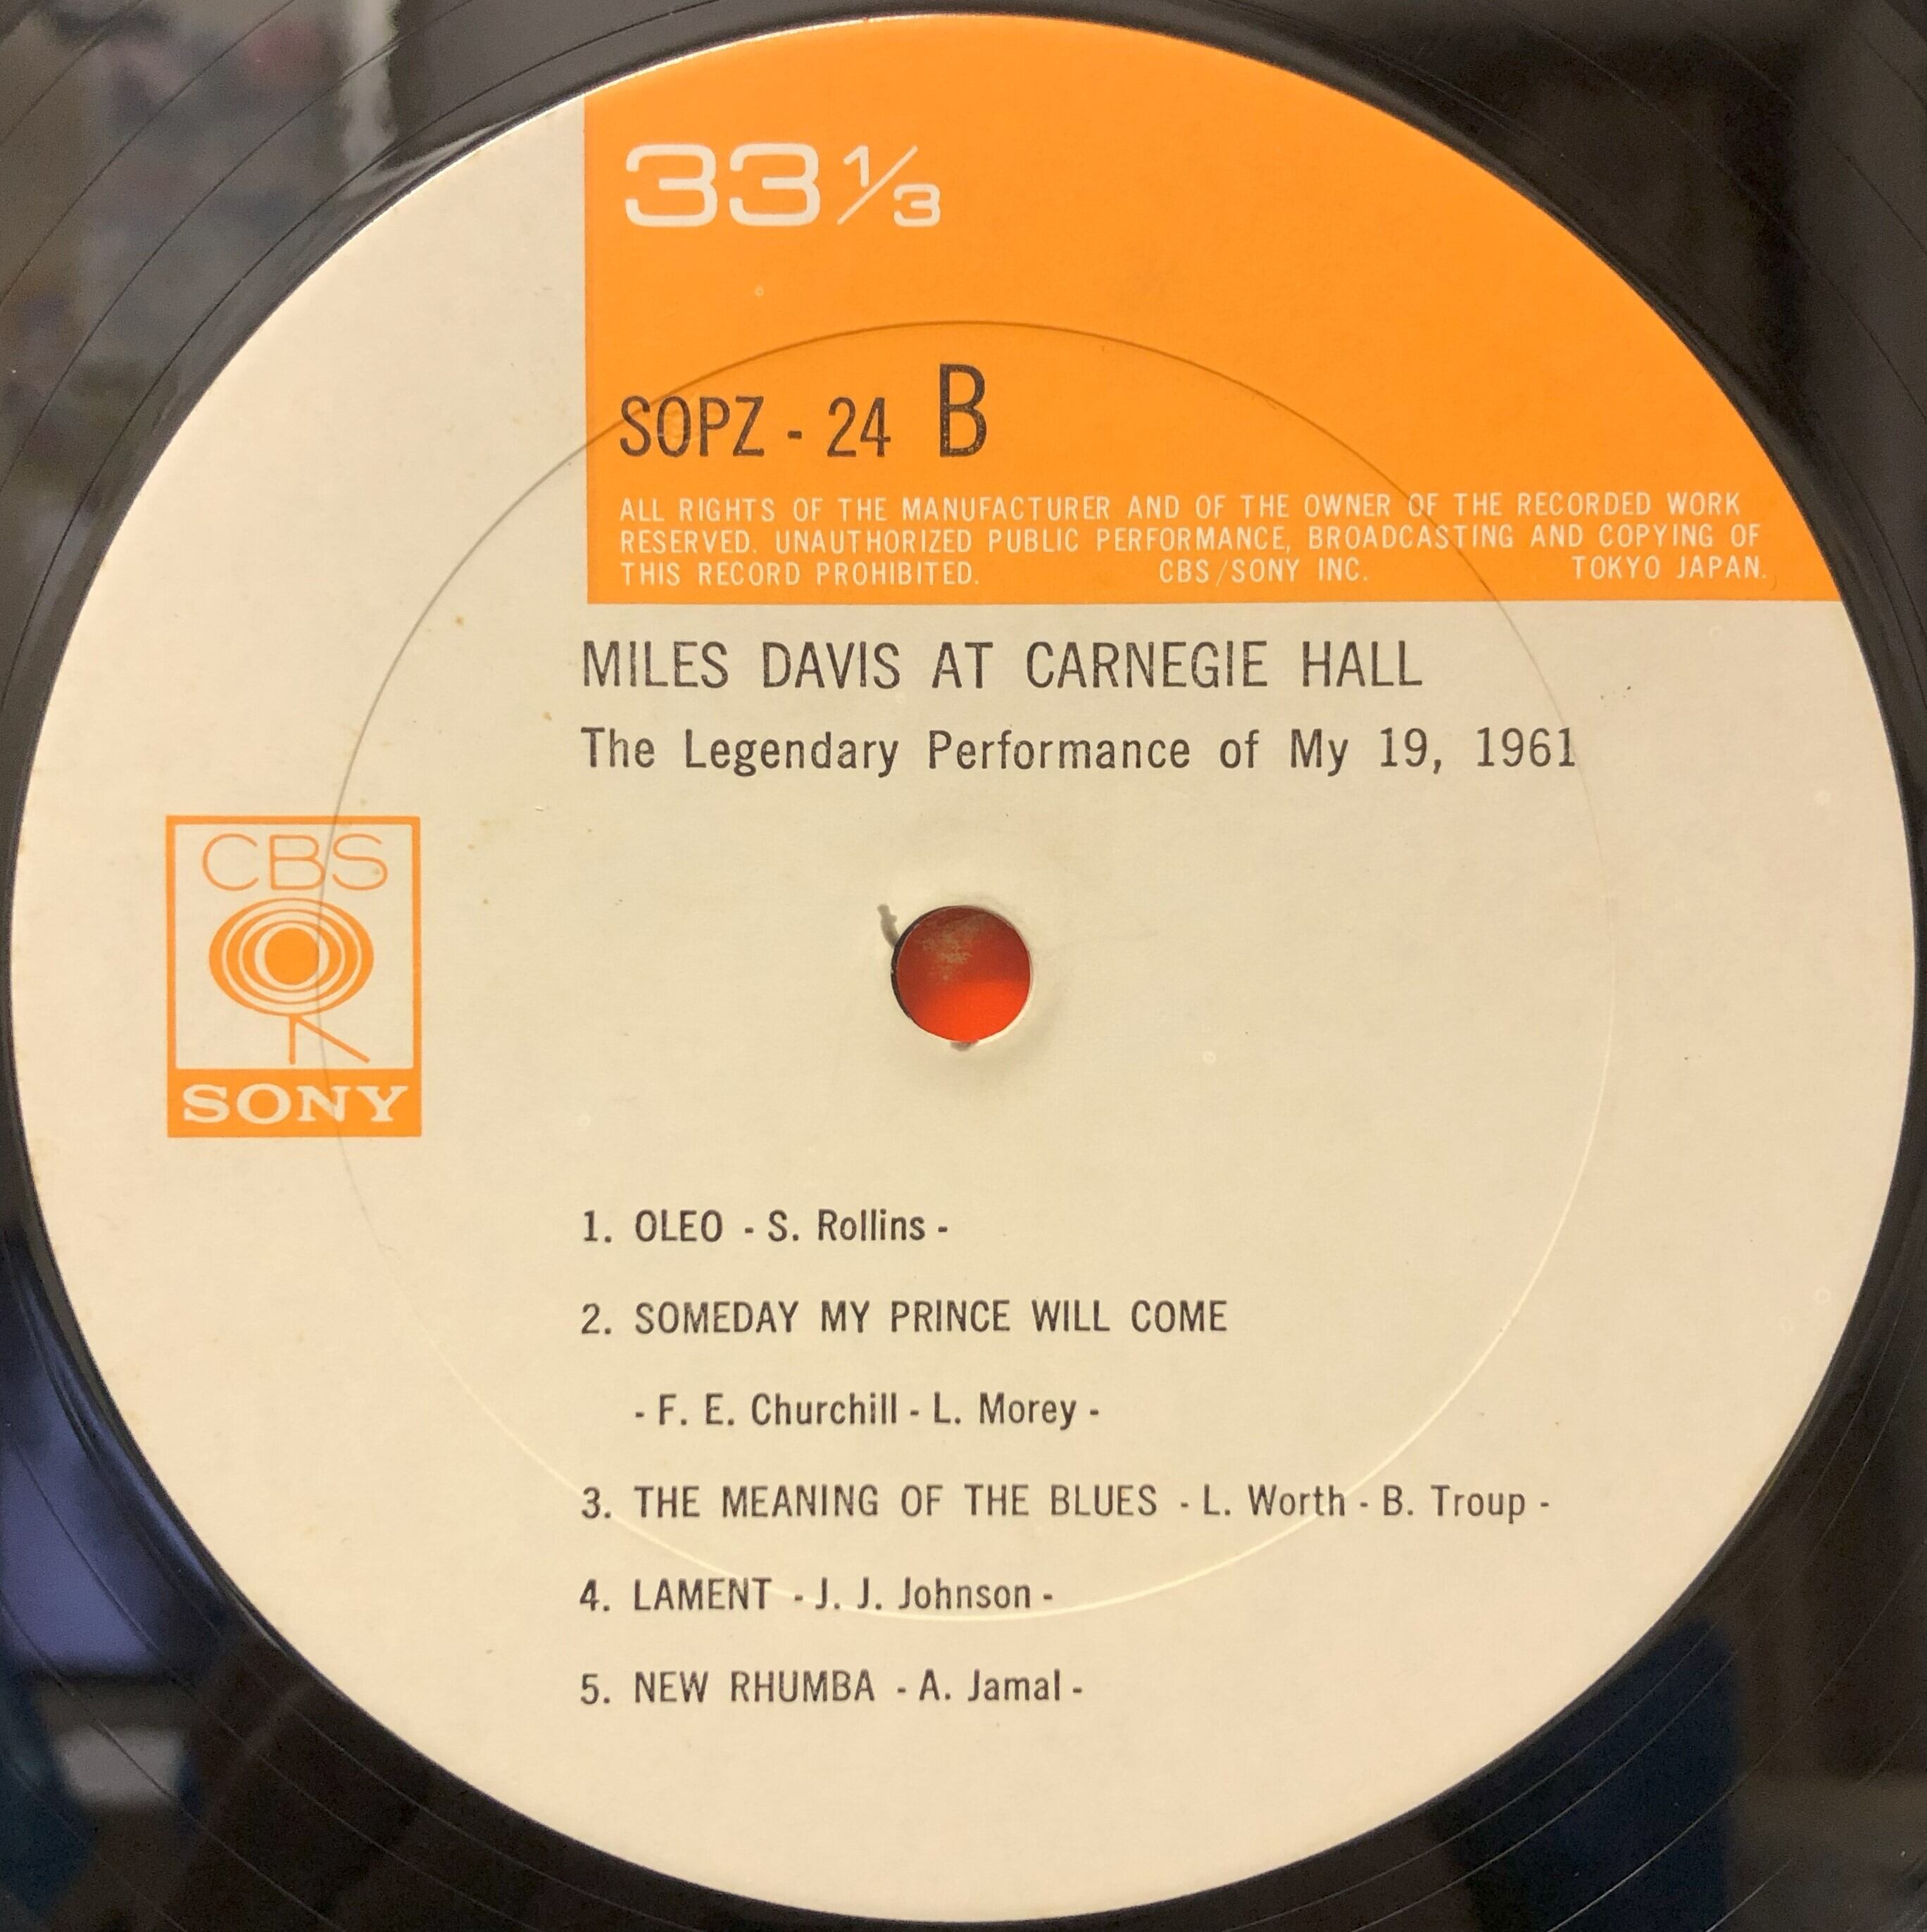 33 1/3
SOPZ - 24 B
ALL RIGHTS OF THE MANUFACTURER AND OF THE OWNER OF THE RECORDED WORK
RESERVED. UNAUTHORIZED PUBLIC PERFORMANCE, BROADCASTING AND COPYING OF
THIS RECORD PROHIBITED. CBS/SONY INC. TOKYO JAPAN.
MILES DAVIS AT CARNEGIE HALL
The Legendary Performance of My 19, 1961
CBS
SONY
1. OLEO - S. Rollins -
2. SOMEDAY MY PRINCE WILL COME
- F. E. Churchill - L. Morey -
3. THE MEANING OF THE BLUES - L. Worth - B. Troup -
4. LAMENT - J. J. Johnson -
5. NEW RHUMBA - A. Jamal -